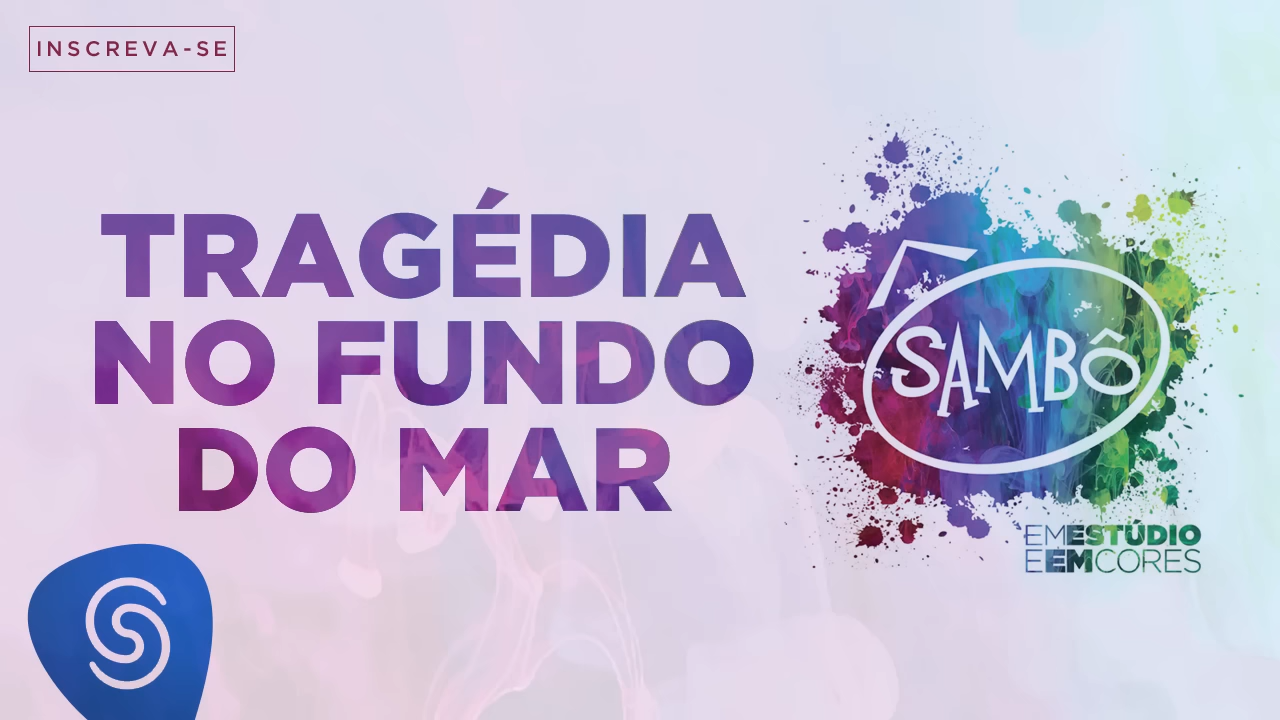 INSCREVA-SE
TRAGÉDIA
NO FUNDO
DO MAR
SAMBÔ
EMESTÚDIO
EEMCORES